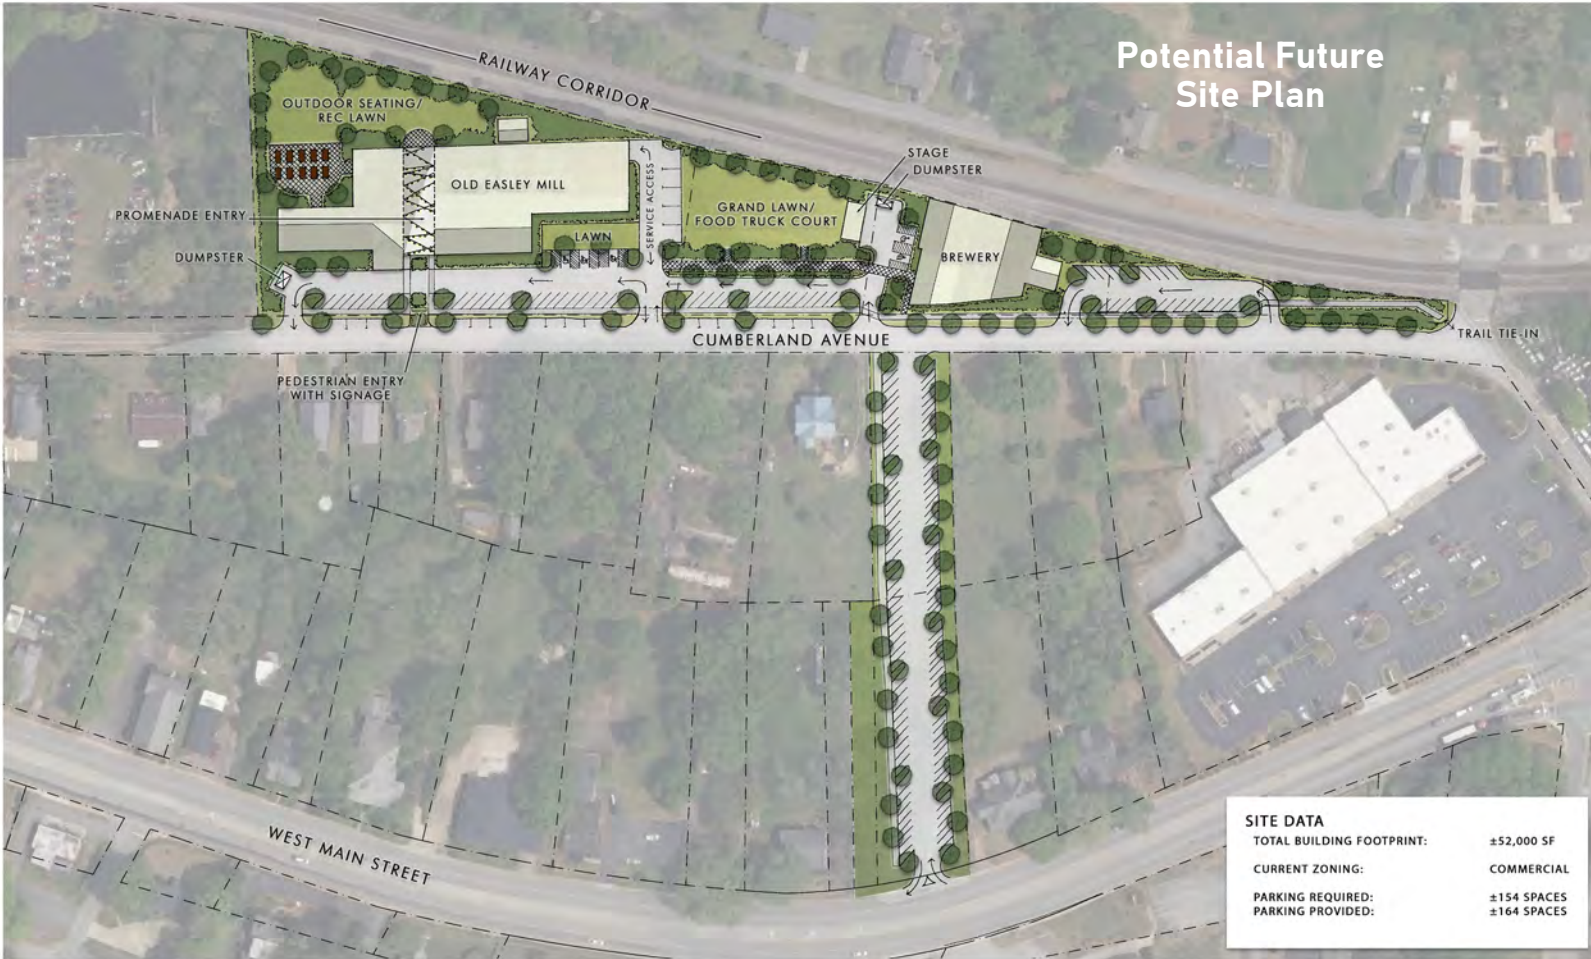 Potential Future
Site Plan
RAILWAY CORRIDOR
OUTDOOR SEATING/
REC LAWN
STAGE
DUMPSTER
OLD EASLEY MILL
SERVICE ACCESS
GRAND LAWN/
FOOD TRUCK COURT
PROMENADE ENTRY
LAWN
DUMPSTER
BREWERY
TRAIL TIE-IN
CUMBERLAND AVENUE
PEDESTRIAN ENTRY
WITH SIGNAGE
WEST MAIN STREET
SITE DATA
TOTAL BUILDING FOOTPRINT: ±52,000 SF
CURRENT ZONING: COMMERCIAL
PARKING REQUIRED: ±154 SPACES
PARKING PROVIDED: ±164 SPACES